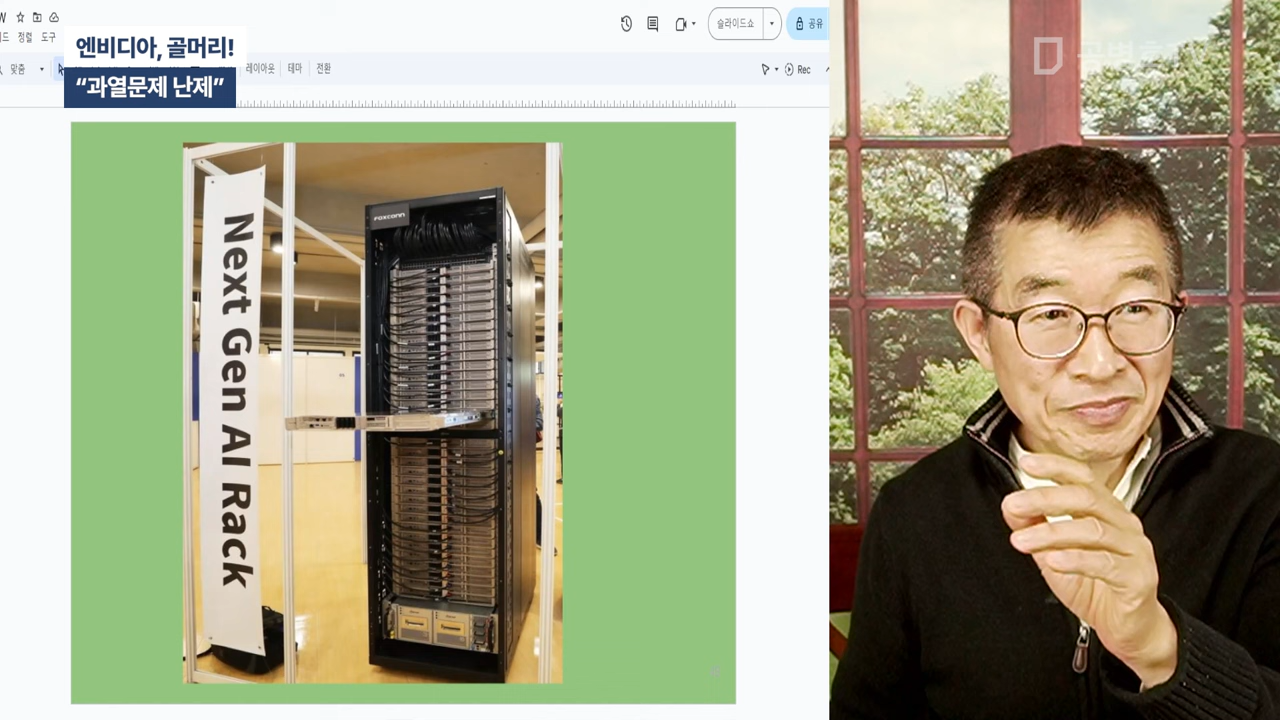 엔비디아, 골머리!
“과열문제 난제”
정렬 도구
맞춤
레이아웃 테마 전환
슬라이드쇼
공유
Rec
FOXCONN
Next Gen AI Rack